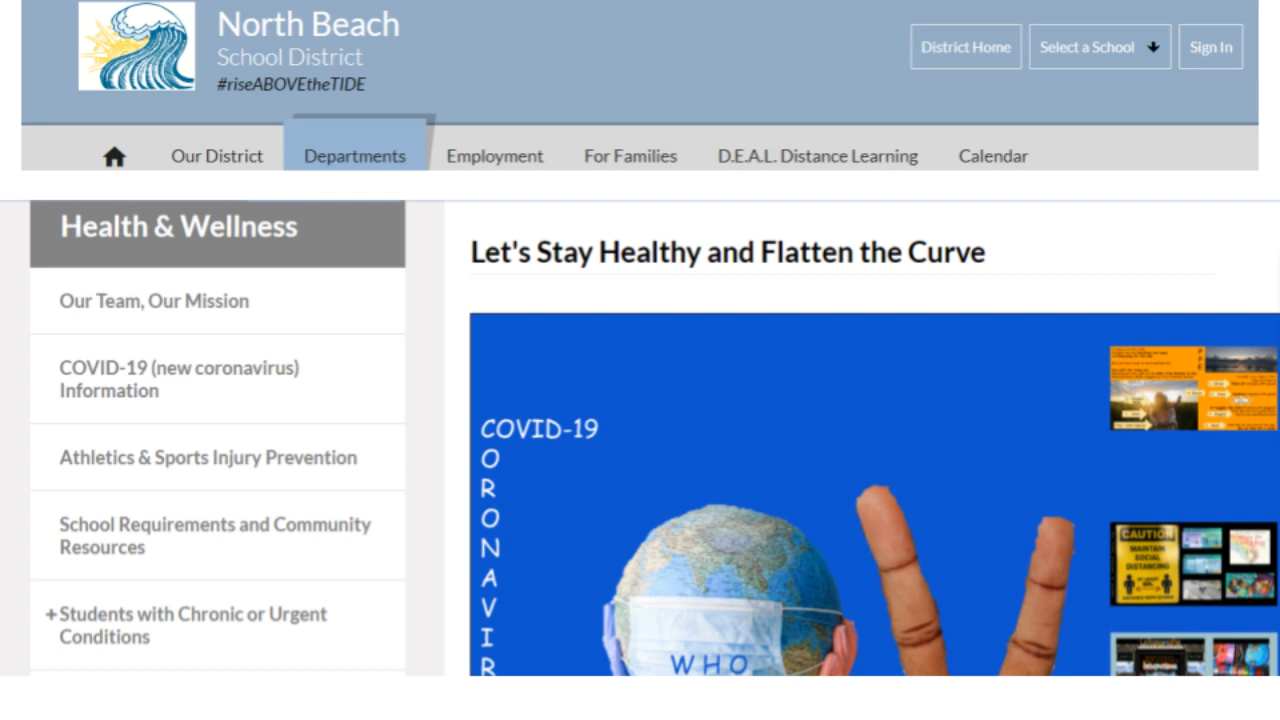 North Beach
School District
#riseABOVEtheTIDE
District Home
Select a School
Sign In
Our District
Departments
Employment
For Families
D.E.A.L. Distance Learning
Calendar
Health & Wellness
Our Team, Our Mission
COVID-19 (new coronavirus)
Information
Athletics & Sports Injury Prevention
School Requirements and Community
Resources
+Students with Chronic or Urgent
Conditions
Let's Stay Healthy and Flatten the Curve
COVID-19
O
R
O
N
A
V
I
R
WHO
CAUTION
MAINTAIN
SOCIAL
DISTANCING